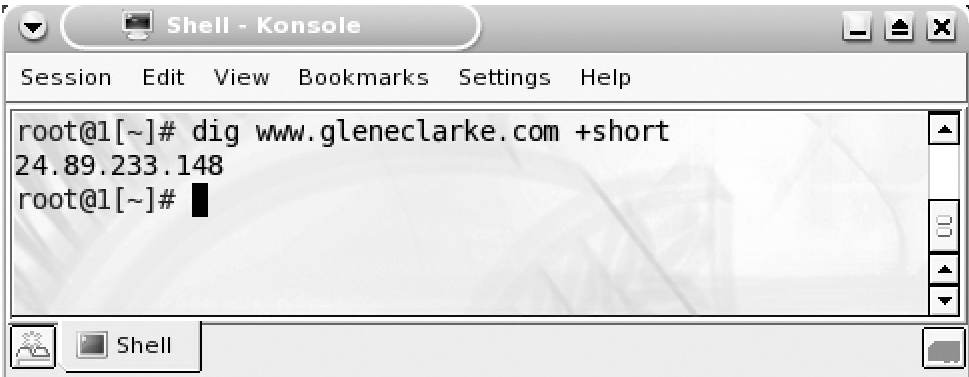 Shell - Konsole
Session Edit View Bookmarks Settings Help
root@1[~]# dig www.gleneclarke.com +short
24.89.233.148
root@1[~]#
Shell